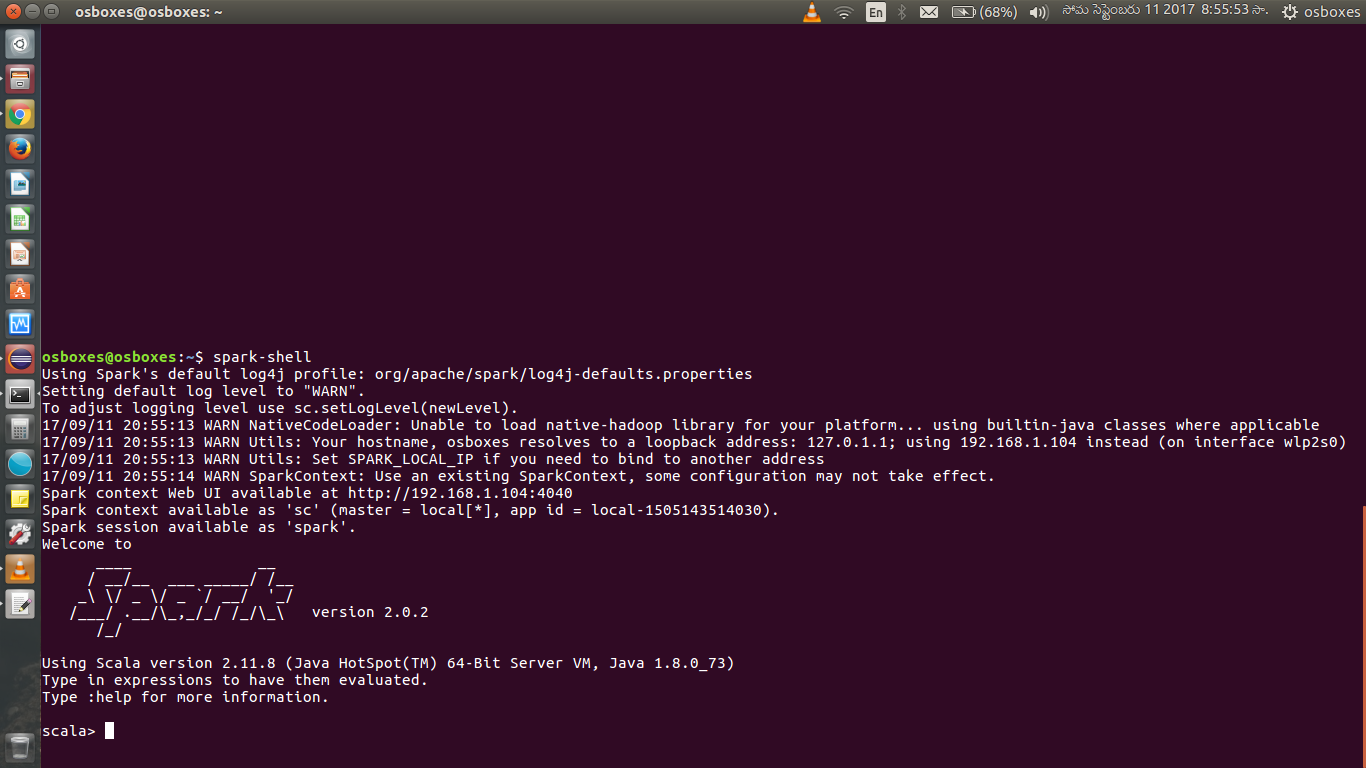 osboxes@osboxes: ~
En
(68%)
సోమ సెప్టెంబరు 11 2017 8:55:53 సా.
osboxes
osboxes@osboxes:~$ spark-shell
Using Spark's default log4j profile: org/apache/spark/log4j-defaults.properties
Setting default log level to "WARN".
To adjust logging level use sc.setLogLevel(newLevel).
17/09/11 20:55:13 WARN NativeCodeLoader: Unable to load native-hadoop library for your platform... using builtin-java classes where applicable
17/09/11 20:55:13 WARN Utils: Your hostname, osboxes resolves to a loopback address: 127.0.1.1; using 192.168.1.104 instead (on interface wlp2s0)
17/09/11 20:55:13 WARN Utils: Set SPARK_LOCAL_IP if you need to bind to another address
17/09/11 20:55:14 WARN SparkContext: Use an existing SparkContext, some configuration may not take effect.
Spark context Web UI available at http://192.168.1.104:4040
Spark context available as 'sc' (master = local[*], app id = local-1505143514030).
Spark session available as 'spark'.
Welcome to
      ____              __
     / __/__  ___ _____/ /__
    _\ \/ _ \/ _ `/ __/  '_/
   /___/ .__/\_,_/_/ /_/\_\   version 2.0.2
      /_/
Using Scala version 2.11.8 (Java HotSpot(TM) 64-Bit Server VM, Java 1.8.0_73)
Type in expressions to have them evaluated.
Type :help for more information.
scala>